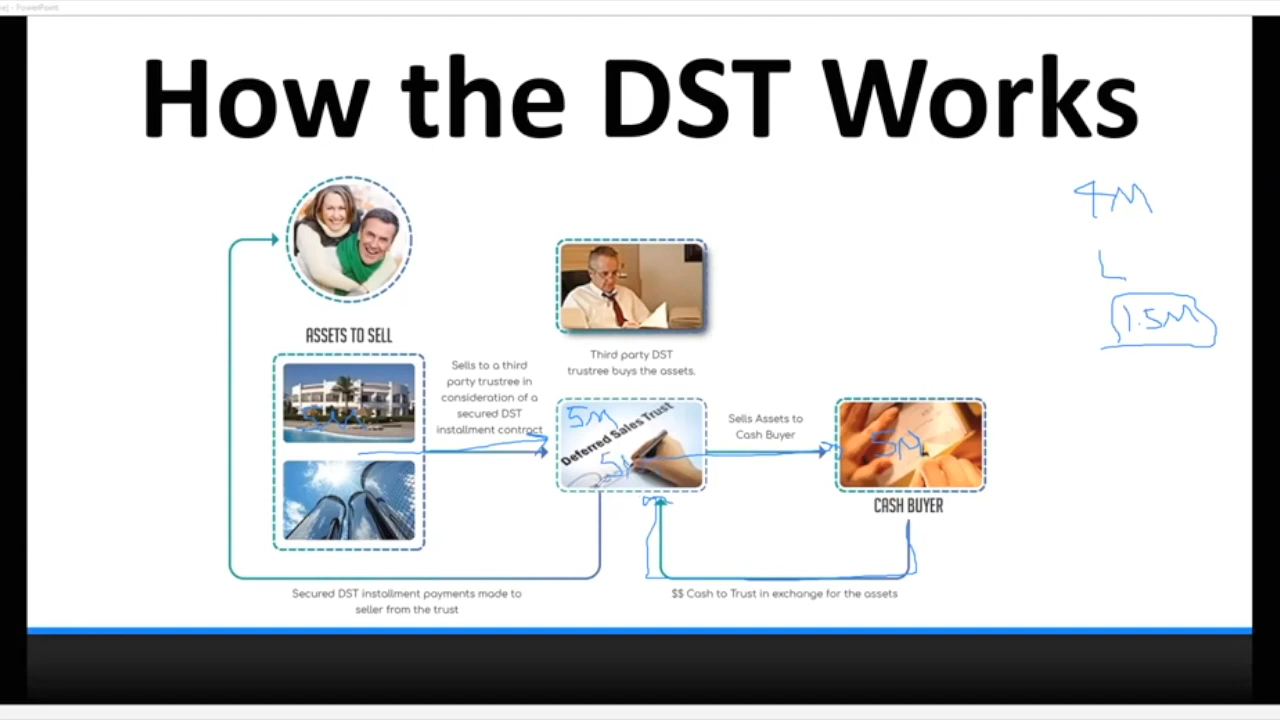 - PowerPoint
How the DST Works
4M
L
1.5M
ASSETS TO SELL
5M
Sells to a third
party trustree in
consideration of a
secured DST
installment contract
Third party DST
trustree buys the assets.
5M
Deferred Sales Trust
5M
Sells Assets to
Cash Buyer
5M
CASH BUYER
Secured DST installment payments made to
seller from the trust
$$ Cash to Trust in exchange for the assets